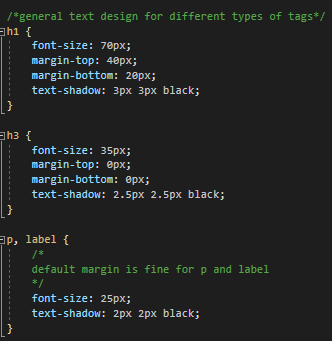 /*general text design for different types of tags*/
h1 {
font-size: 70px;
margin-top: 40px;
margin-bottom: 20px;
text-shadow: 3px 3px black;
}
h3 {
font-size: 35px;
margin-top: 0px;
margin-bottom: 0px;
text-shadow: 2.5px 2.5px black;
}
p, label {
/*
default margin is fine for p and label
*/
font-size: 25px;
text-shadow: 2px 2px black;
}